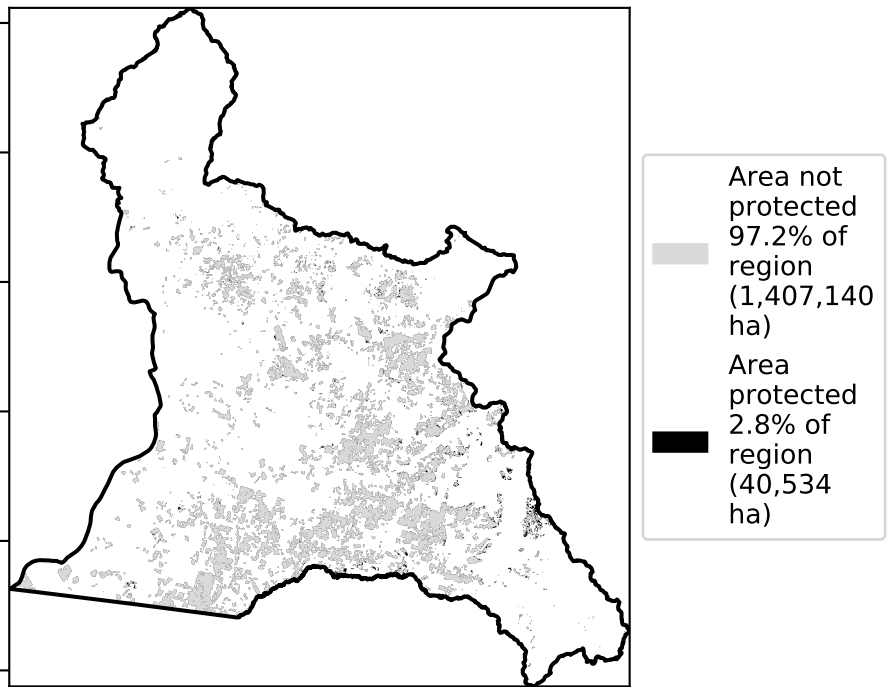 Area not
protected
97.2% of
region
(1,407,140
ha)
Area
protected
2.8% of
region
(40,534
ha)